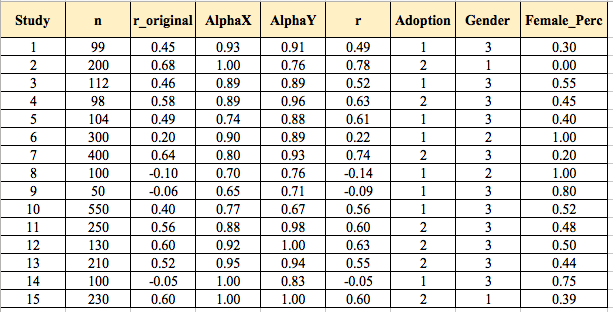 Study n r_original AlphaX AlphaY r Adoption Gender Female_Perc
1 99 0.45 0.93 0.91 0.49 1 3 0.30
2 200 0.68 1.00 0.76 0.78 2 1 0.00
3 112 0.46 0.89 0.89 0.52 1 3 0.55
4 98 0.58 0.89 0.96 0.63 2 3 0.45
5 104 0.49 0.74 0.88 0.61 1 3 0.40
6 300 0.20 0.90 0.89 0.22 1 2 1.00
7 400 0.64 0.80 0.93 0.74 2 3 0.20
8 100 -0.10 0.70 0.76 -0.14 1 2 1.00
9 50 -0.06 0.65 0.71 -0.09 1 3 0.80
10 550 0.40 0.77 0.67 0.56 1 3 0.52
11 250 0.56 0.88 0.98 0.60 2 3 0.48
12 130 0.60 0.92 1.00 0.63 2 3 0.50
13 210 0.52 0.95 0.94 0.55 2 3 0.44
14 100 -0.05 1.00 0.83 -0.05 1 3 0.75
15 230 0.60 1.00 1.00 0.60 2 1 0.39